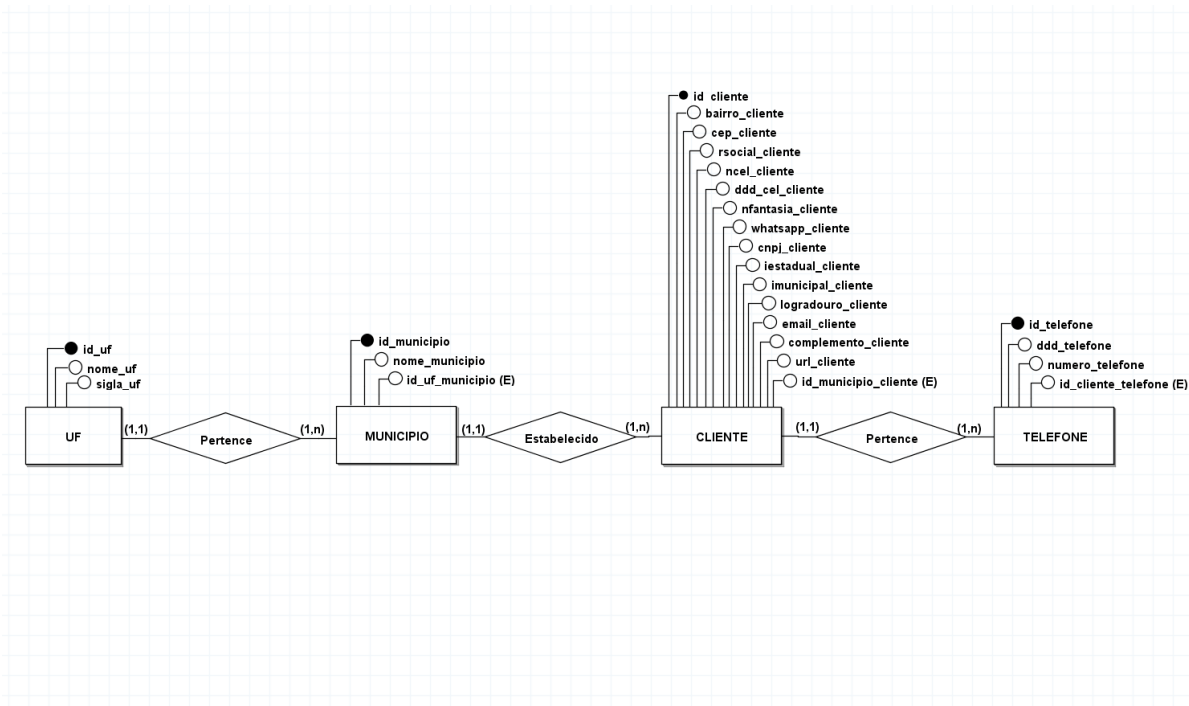 id_cliente
bairro_cliente
cep_cliente
rsocial_cliente
ncel_cliente
ddd_cel_cliente
nfantasia_cliente
whatsapp_cliente
cnpj_cliente
iestadual_cliente
imunicipal_cliente
logradouro_cliente
email_cliente
complemento_cliente
url_cliente
id_municipio_cliente (E)
id_uf
nome_uf
sigla_uf
id_municipio
nome_municipio
id_uf_municipio (E)
id_telefone
ddd_telefone
numero_telefone
id_cliente_telefone (E)
UF
(1,1)
Pertence
(1,n)
MUNICIPIO
(1,1)
Estabelecido
(1,n)
CLIENTE
(1,1)
Pertence
(1,n)
TELEFONE